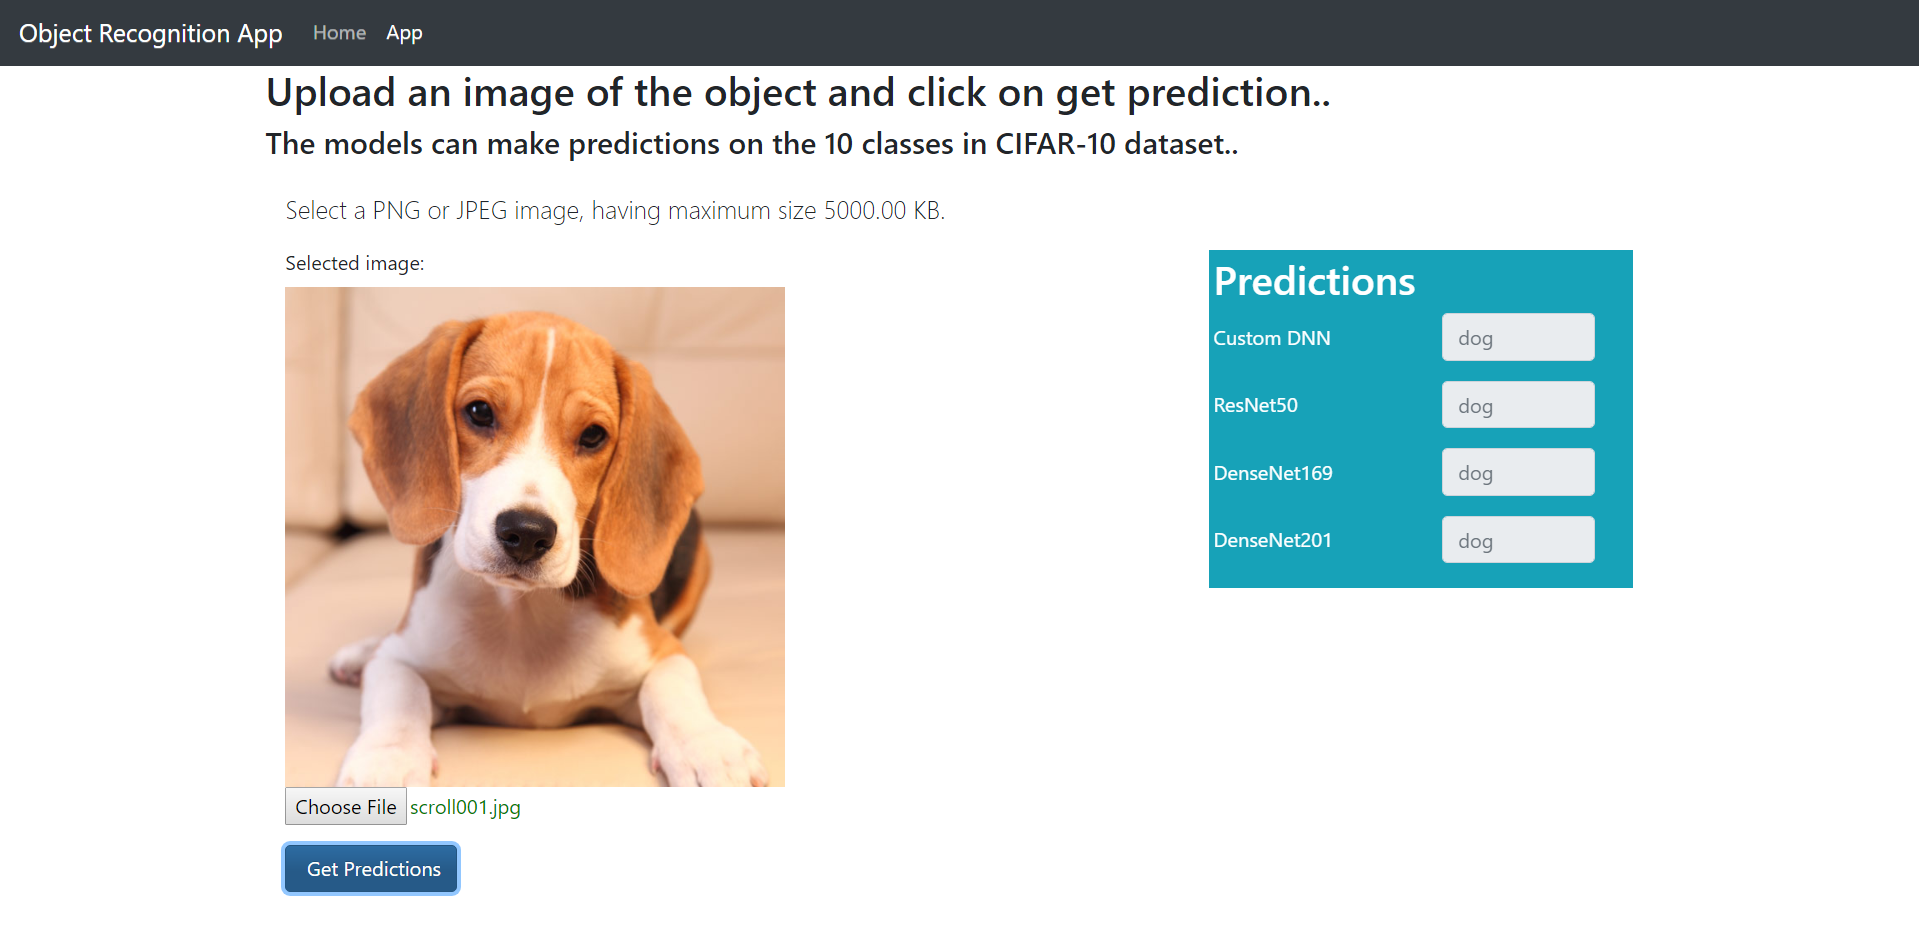 Object Recognition App Home App
Upload an image of the object and click on get prediction..
The models can make predictions on the 10 classes in CIFAR-10 dataset..
Select a PNG or JPEG image, having maximum size 5000.00 KB.
Selected image:
Choose File scroll001.jpg
Get Predictions
Predictions
Custom DNN dog
ResNet50 dog
DenseNet169 dog
DenseNet201 dog